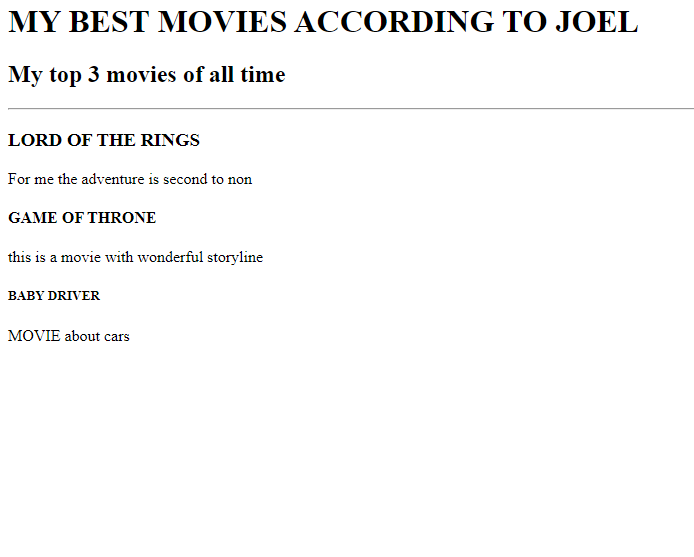 MY BEST MOVIES ACCORDING TO JOEL
My top 3 movies of all time
LORD OF THE RINGS
For me the adventure is second to non
GAME OF THRONE
this is a movie with wonderful storyline
BABY DRIVER
MOVIE about cars